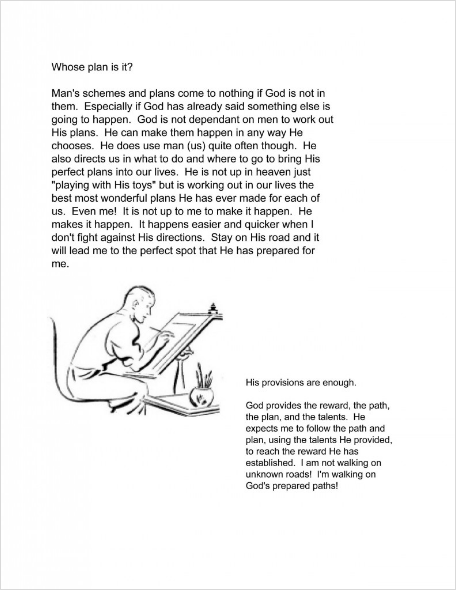 Whose plan is it?
Man's schemes and plans come to nothing if God is not in
them.  Especially if God has already said something else is
going to happen.  God is not dependant on men to work out
His plans.  He can make them happen in any way He
chooses.  He does use man (us) quite often though.  He
also directs us in what to do and where to go to bring His
perfect plans into our lives.  He is not up in heaven just
"playing with His toys" but is working out in our lives the
best most wonderful plans He has ever made for each of
us.  Even me!  It is not up to me to make it happen.  He
makes it happen.  It happens easier and quicker when I
don't fight against His directions.  Stay on His road and it
will lead me to the perfect spot that He has prepared for
me.
His provisions are enough.
God provides the reward, the path,
the plan, and the talents.  He
expects me to follow the path and
plan, using the talents He provided,
to reach the reward He has
established.  I am not walking on
unknown roads!  I'm walking on
God's prepared paths!